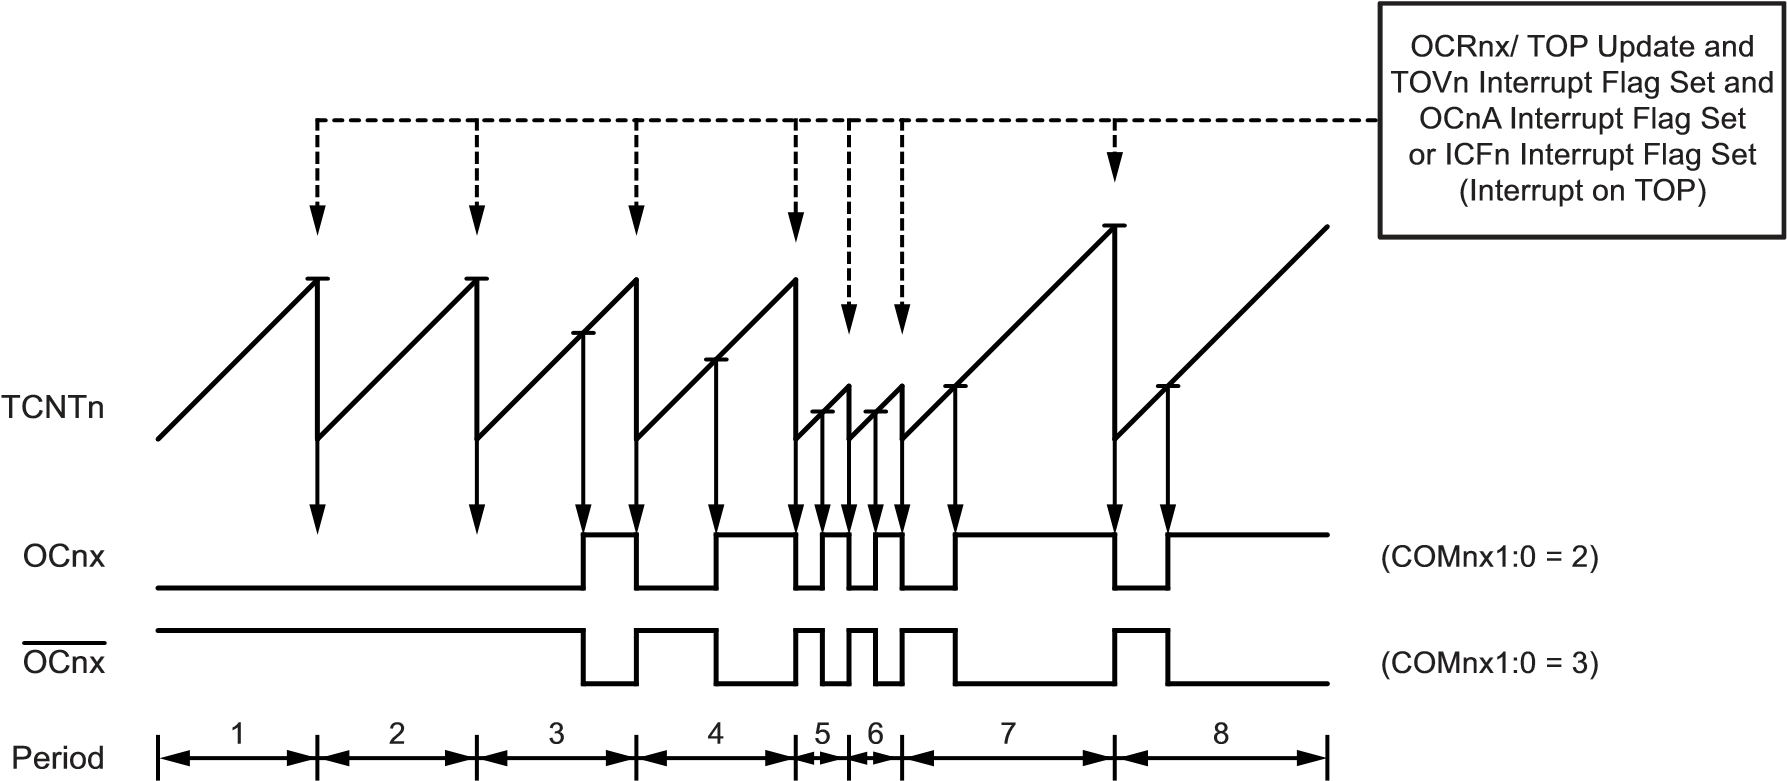 OCRnx/ TOP Update and
TOVn Interrupt Flag Set and
OCnA Interrupt Flag Set
or ICFn Interrupt Flag Set
(Interrupt on TOP)
TCNTn
OCnx
(COMnx1:0 = 2)
OCnx
(COMnx1:0 = 3)
Period 1 2 3 4 5 6 7 8